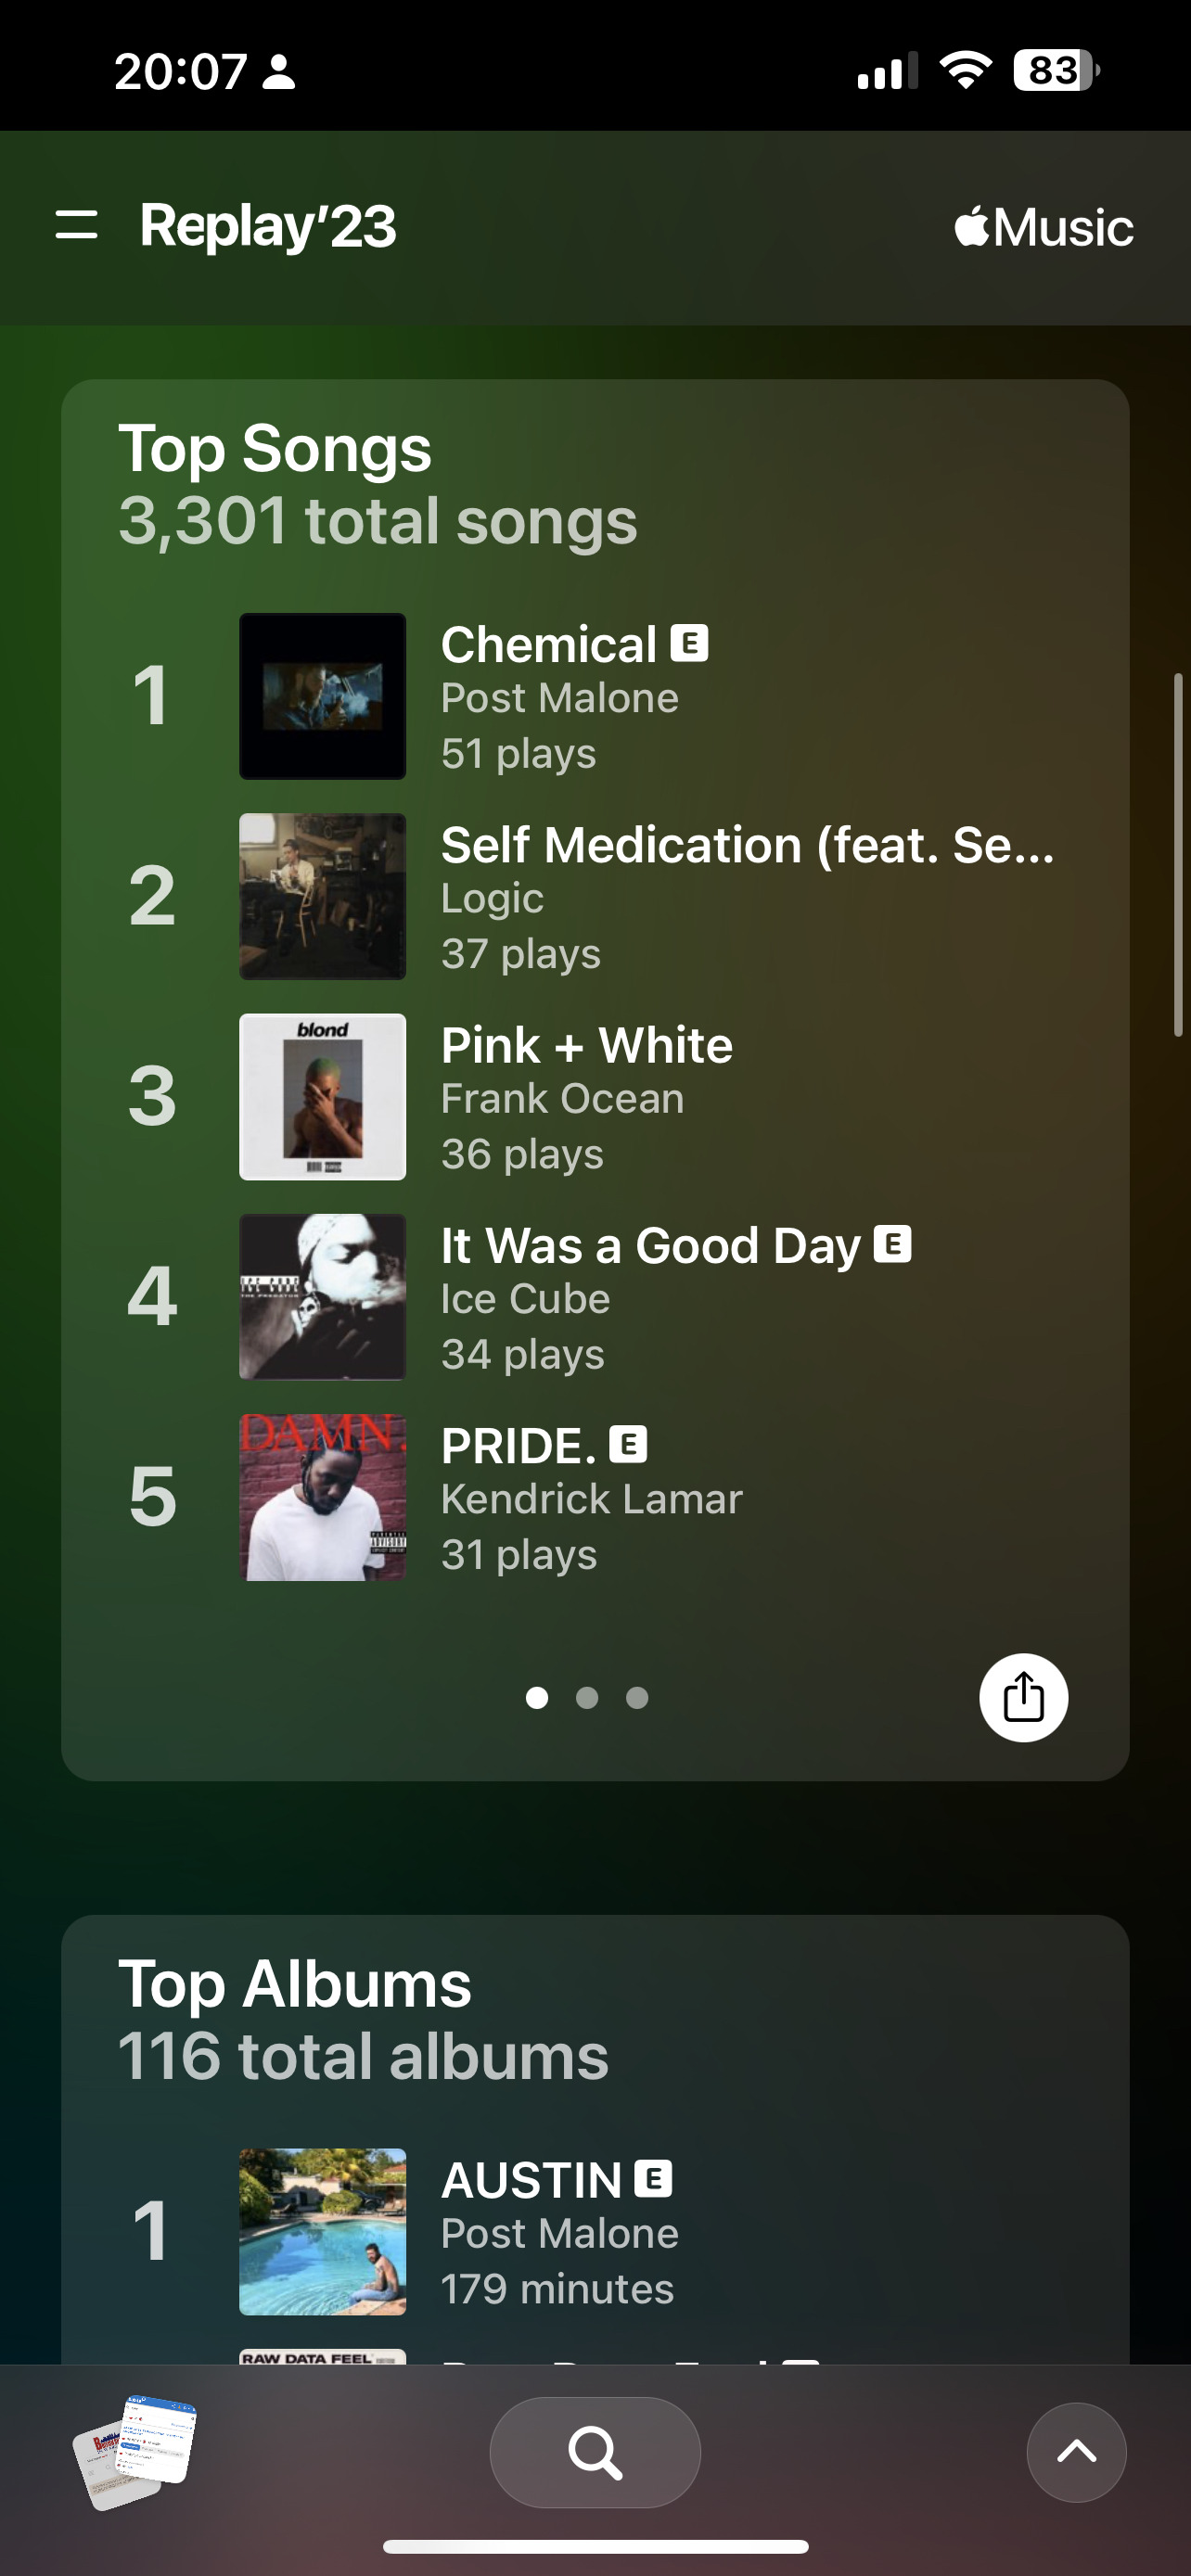 20:07
83
Replay'23
Music
Top Songs
3,301 total songs
1
Chemical E
Post Malone
51 plays
2
Self Medication (feat. Se...
Logic
37 plays
3
blond
Pink + White
Frank Ocean
36 plays
4
It Was a Good Day E
Ice Cube
34 plays
5
DAMN.
PRIDE. E
Kendrick Lamar
31 plays
Top Albums
116 total albums
1
AUSTIN E
Post Malone
179 minutes
RAW DATA FEEL